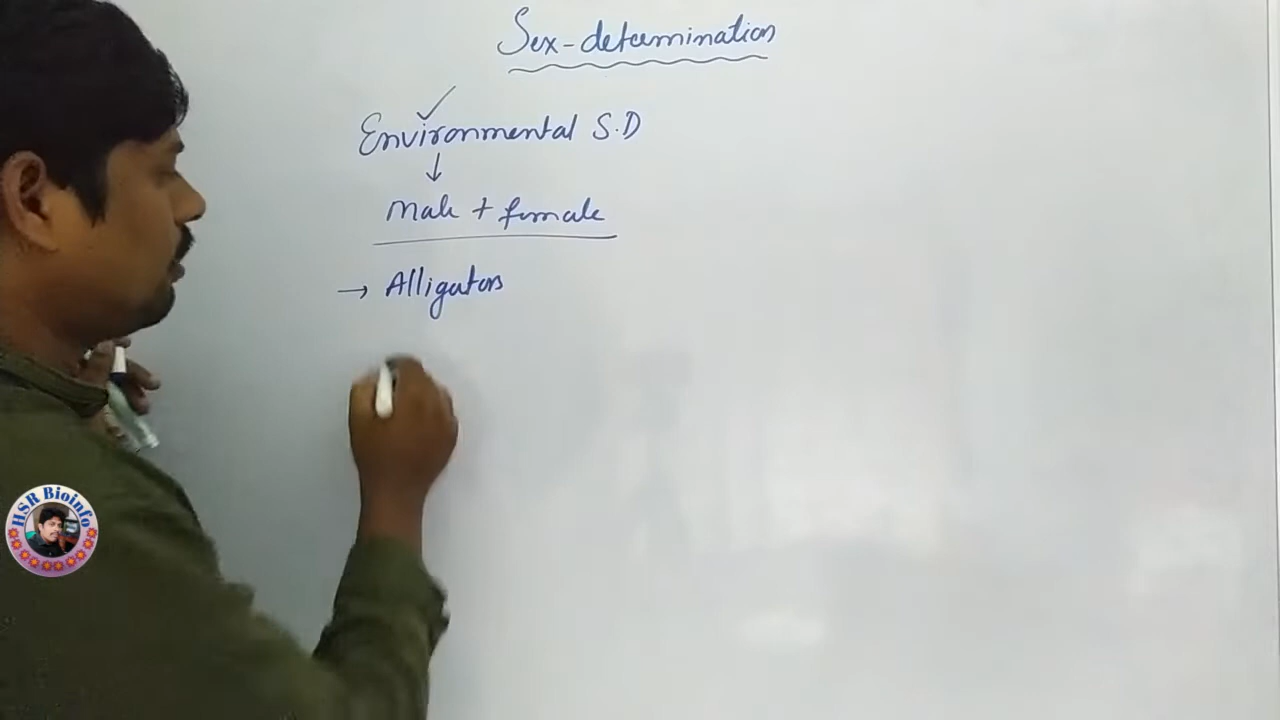 Sex-determination
Environmental S.D
Male + female
→ Alligators
HSR Bioinfo